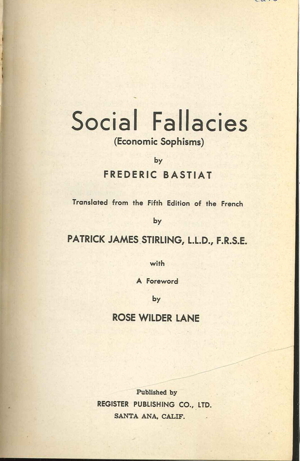 Social Fallacies
(Economic Sophisms)
by
FREDERIC BASTIAT
Translated from the Fifth Edition of the French
by
PATRICK JAMES STIRLING, L.L.D., F.R.S.E.
with
A Foreword
by
ROSE WILDER LANE
Published by
REGISTER PUBLISHING CO., LTD.
SANTA ANA, CALIF.